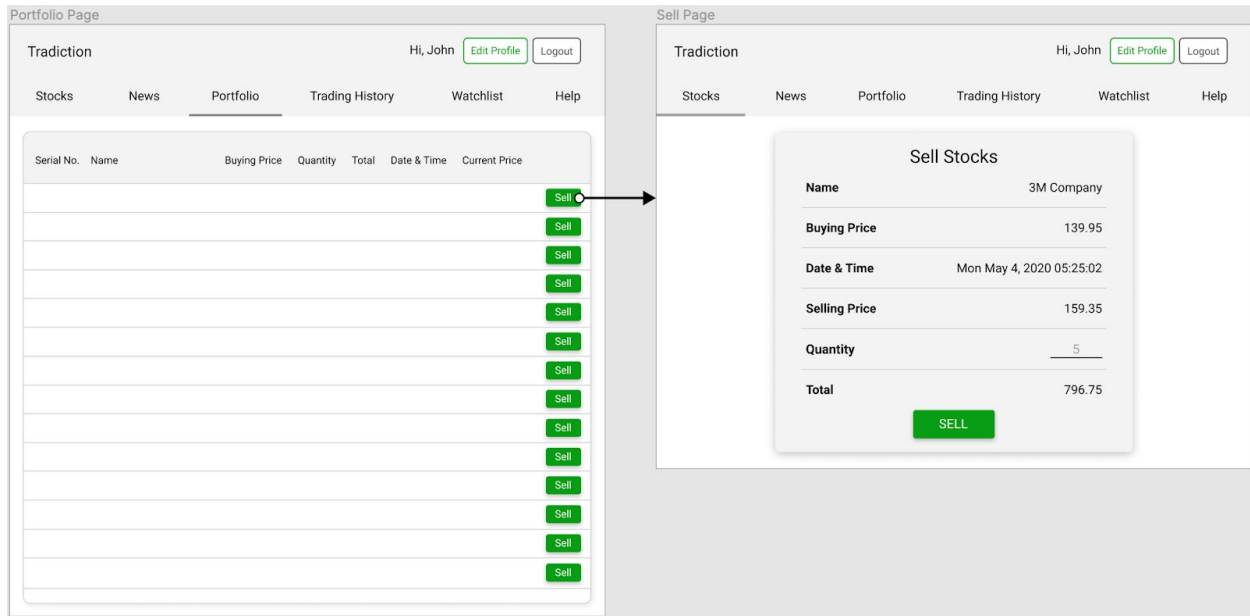 Portfolio Page
Tradiction Hi, John Edit Profile Logout
Stocks News Portfolio Trading History Watchlist Help
Serial No. Name Buying Price Quantity Total Date & Time Current Price
Sell
Sell
Sell
Sell
Sell
Sell
Sell
Sell
Sell
Sell
Sell
Sell
Sell
Sell
Sell Page
Tradiction Hi, John Edit Profile Logout
Stocks News Portfolio Trading History Watchlist Help
Sell Stocks
Name 3M Company
Buying Price 139.95
Date & Time Mon May 4, 2020 05:25:02
Selling Price 159.35
Quantity 5
Total 796.75
SELL